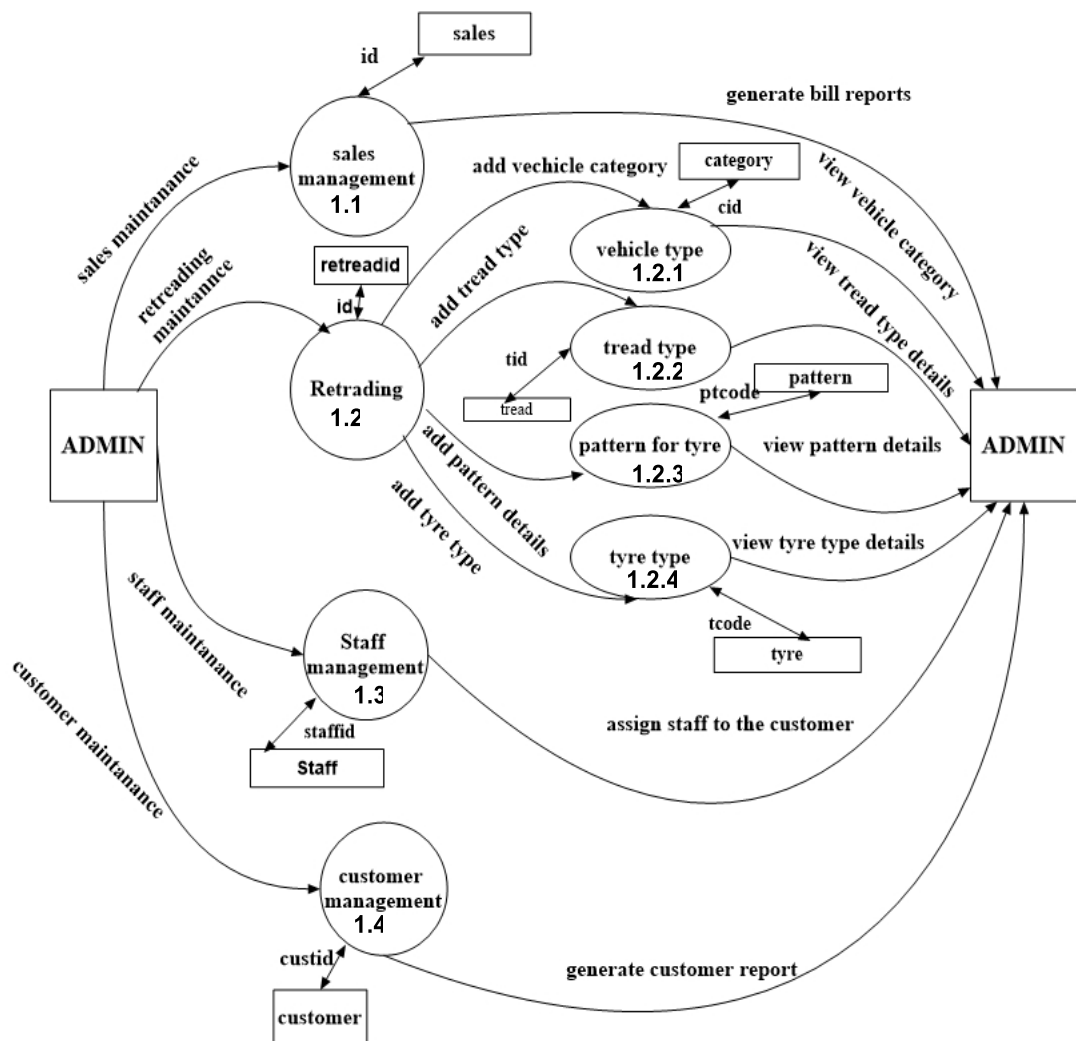 sales
id
generate bill reports
sales
management
1.1
add vechicle category
category
cid
view vehicle category
sales maintanance
retreadid
id
vehicle type
1.2.1
retreading
maintannce
add tread type
view tread type details
tid
tread type
1.2.2
tread
ptcode
pattern
Retrading
1.2
ADMIN
pattern for tyre
1.2.3
view pattern details
ADMIN
add pattern details
add tyre type
tyre type
1.2.4
view tyre type details
tcode
tyre
staff maintanance
Staff
management
1.3
staffid
Staff
assign staff to the customer
customer maintanance
customer
management
1.4
custid
customer
generate customer report